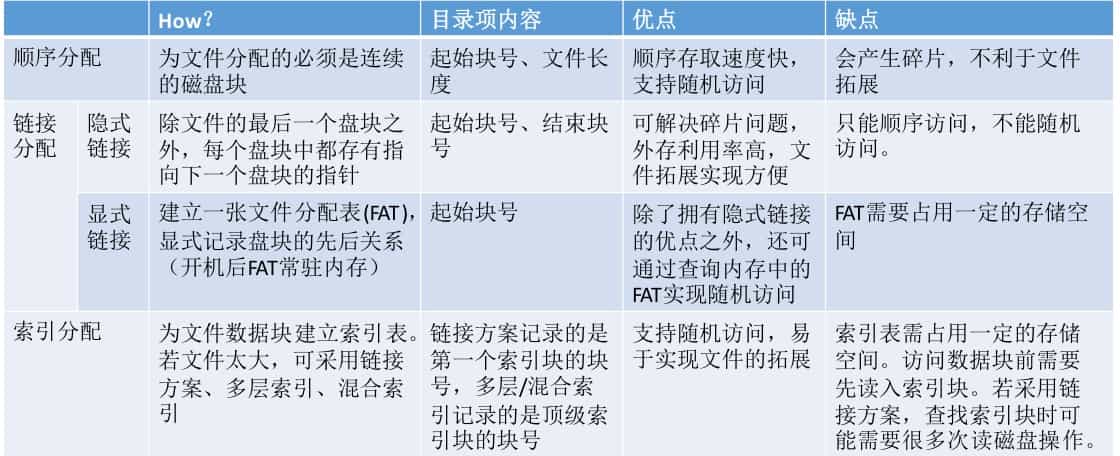 How?
目录项内容
优点
缺点
顺序分配
为文件分配的必须是连续
的磁盘块
起始块号、文件长
度
顺序存取速度快，
支持随机访问
会产生碎片，不利于文件
拓展
链接
分配
隐式
链接
除文件的最后一个盘块之
外，每个盘块中都存有指
向下一个盘块的指针
起始块号、结束块
号
可解决碎片问题，
外存利用率高，文
件拓展实现方便
只能顺序访问，不能随机
访问。
显式
链接
建立一张文件分配表(FAT)，
显式记录盘块的先后关系
（开机后FAT常驻内存）
起始块号
除了拥有隐式链接
的优点之外，还可
通过查询内存中的
FAT实现随机访问
FAT需要占用一定的存储空
间
索引分配
为文件数据块建立索引表。
若文件太大，可采用链接
方案、多层索引、混合索
引
链接方案记录的是
第一个索引块的块
号，多层/混合索
引记录的是顶级索
引块的块号
支持随机访问，易
于实现文件的拓展
索引表需占用一定的存储
空间。访问数据块前需要
先读入索引块。若采用链
接方案，查找索引块时可
能需要很多次读磁盘操作。